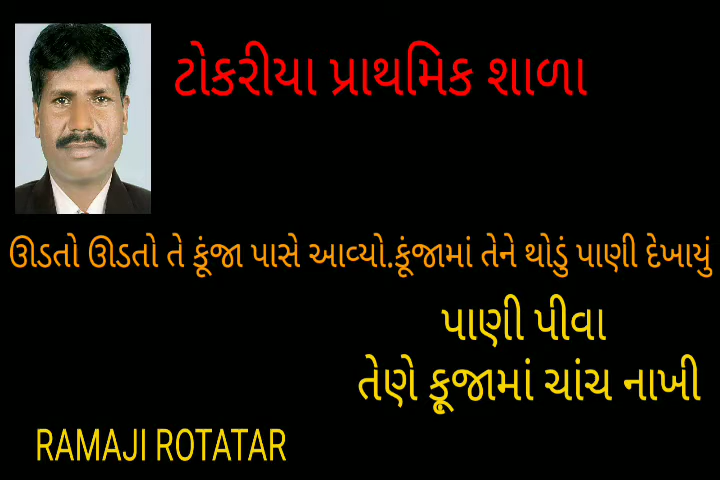 ટોકરીયા પ્રાથમિક શાળા
ઊડતો ઊડતો તે કૂંજા પાસે આવ્યો.કૂંજામાં તેને થોડું પાણી દેખાયું
પાણી પીવા
તેણે કૂજામાં ચાંચ નાખી
RAMAJI ROTATAR